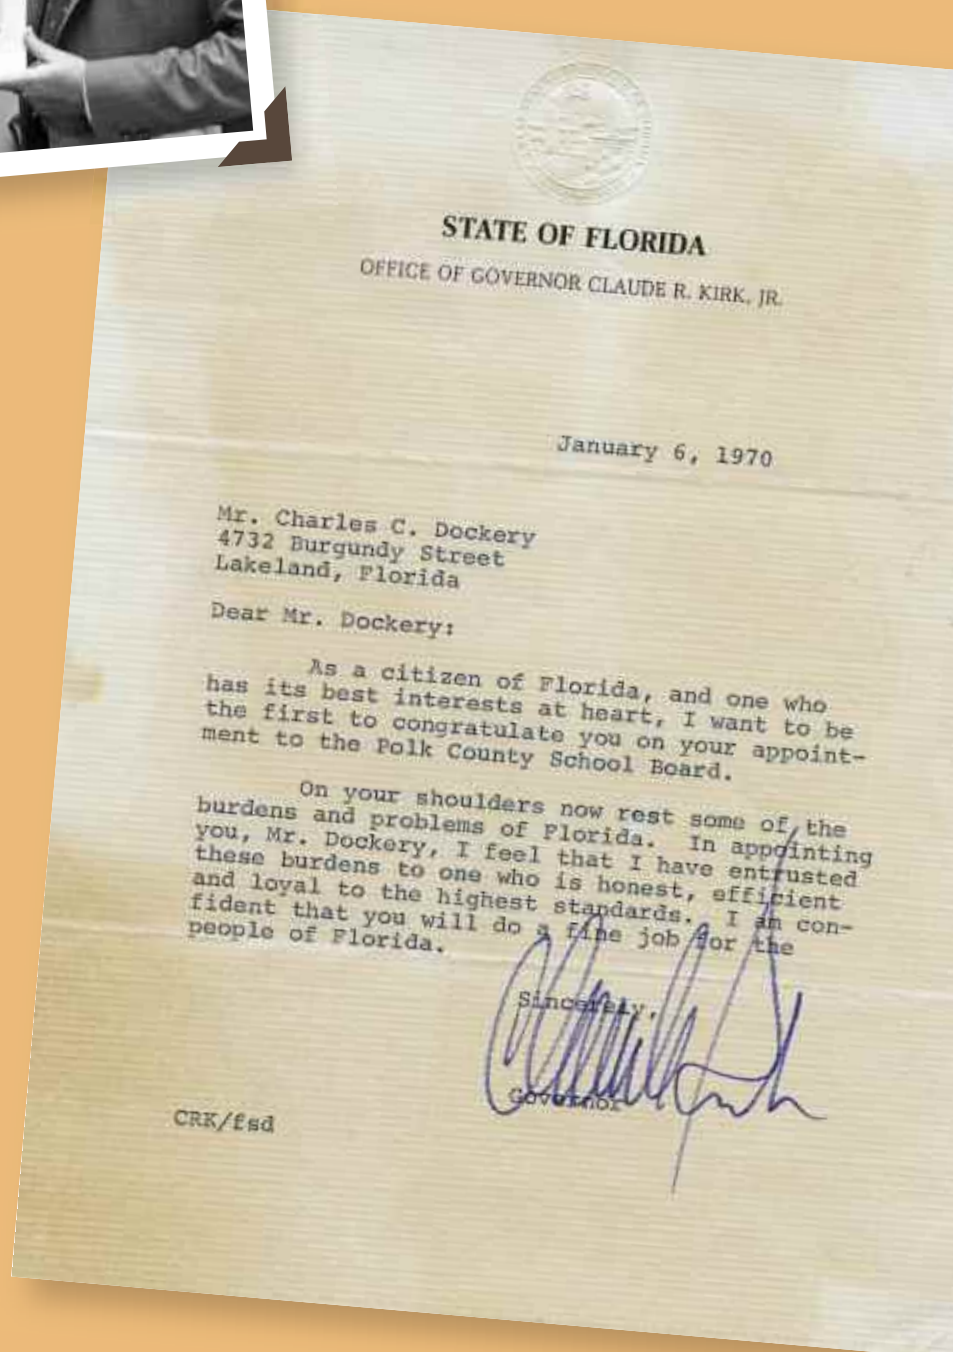 STATE OF FLORIDA
OFFICE OF GOVERNOR CLAUDE R. KIRK, JR.
January 6, 1970
Mr. Charles C. Dockery
4732 Burgundy Street
Lakeland, Florida
Dear Mr. Dockery:
As a citizen of Florida, and one who
has its best interests at heart, I want to be
the first to congratulate you on your appoint-
ment to the Polk County School Board.
On your shoulders now rest some of the
burdens and problems of Florida. In appointing
you, Mr. Dockery, I feel that I have entrusted
these burdens to one who is honest, efficient
and loyal to the highest standards. I am con-
fident that you will do a fine job for the
people of Florida.
Sincerely,
Governor
CRK/fsd